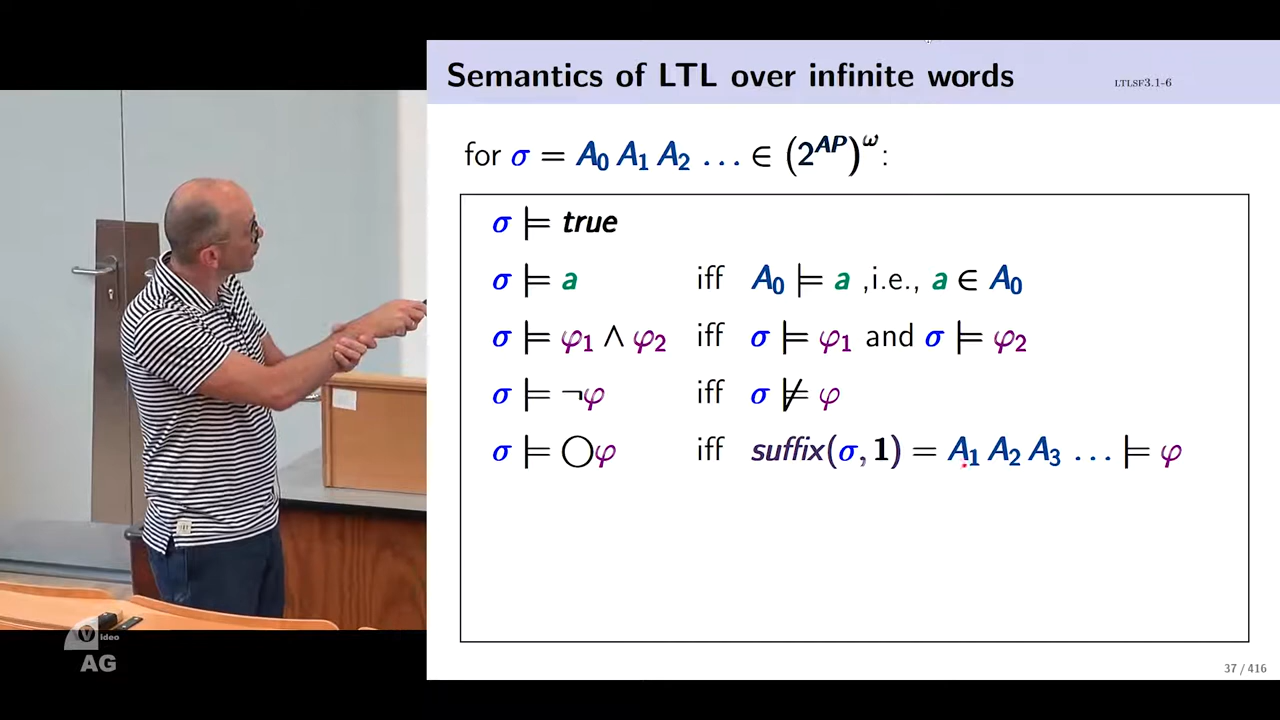 Semantics of LTL over infinite words LTLSF3.1-6
for σ = A₀ A₁ A₂ … ∈ (2^AP)^ω:
σ ⊨ true
σ ⊨ a iff A₀ ⊨ a ,i.e., a ∈ A₀
σ ⊨ φ₁ ∧ φ₂ iff σ ⊨ φ₁ and σ ⊨ φ₂
σ ⊨ ¬φ iff σ ⊭ φ
σ ⊨ ◯φ iff suffix(σ, 1) = A₁ A₂ A₃ … ⊨ φ
Video
AG
37 / 416